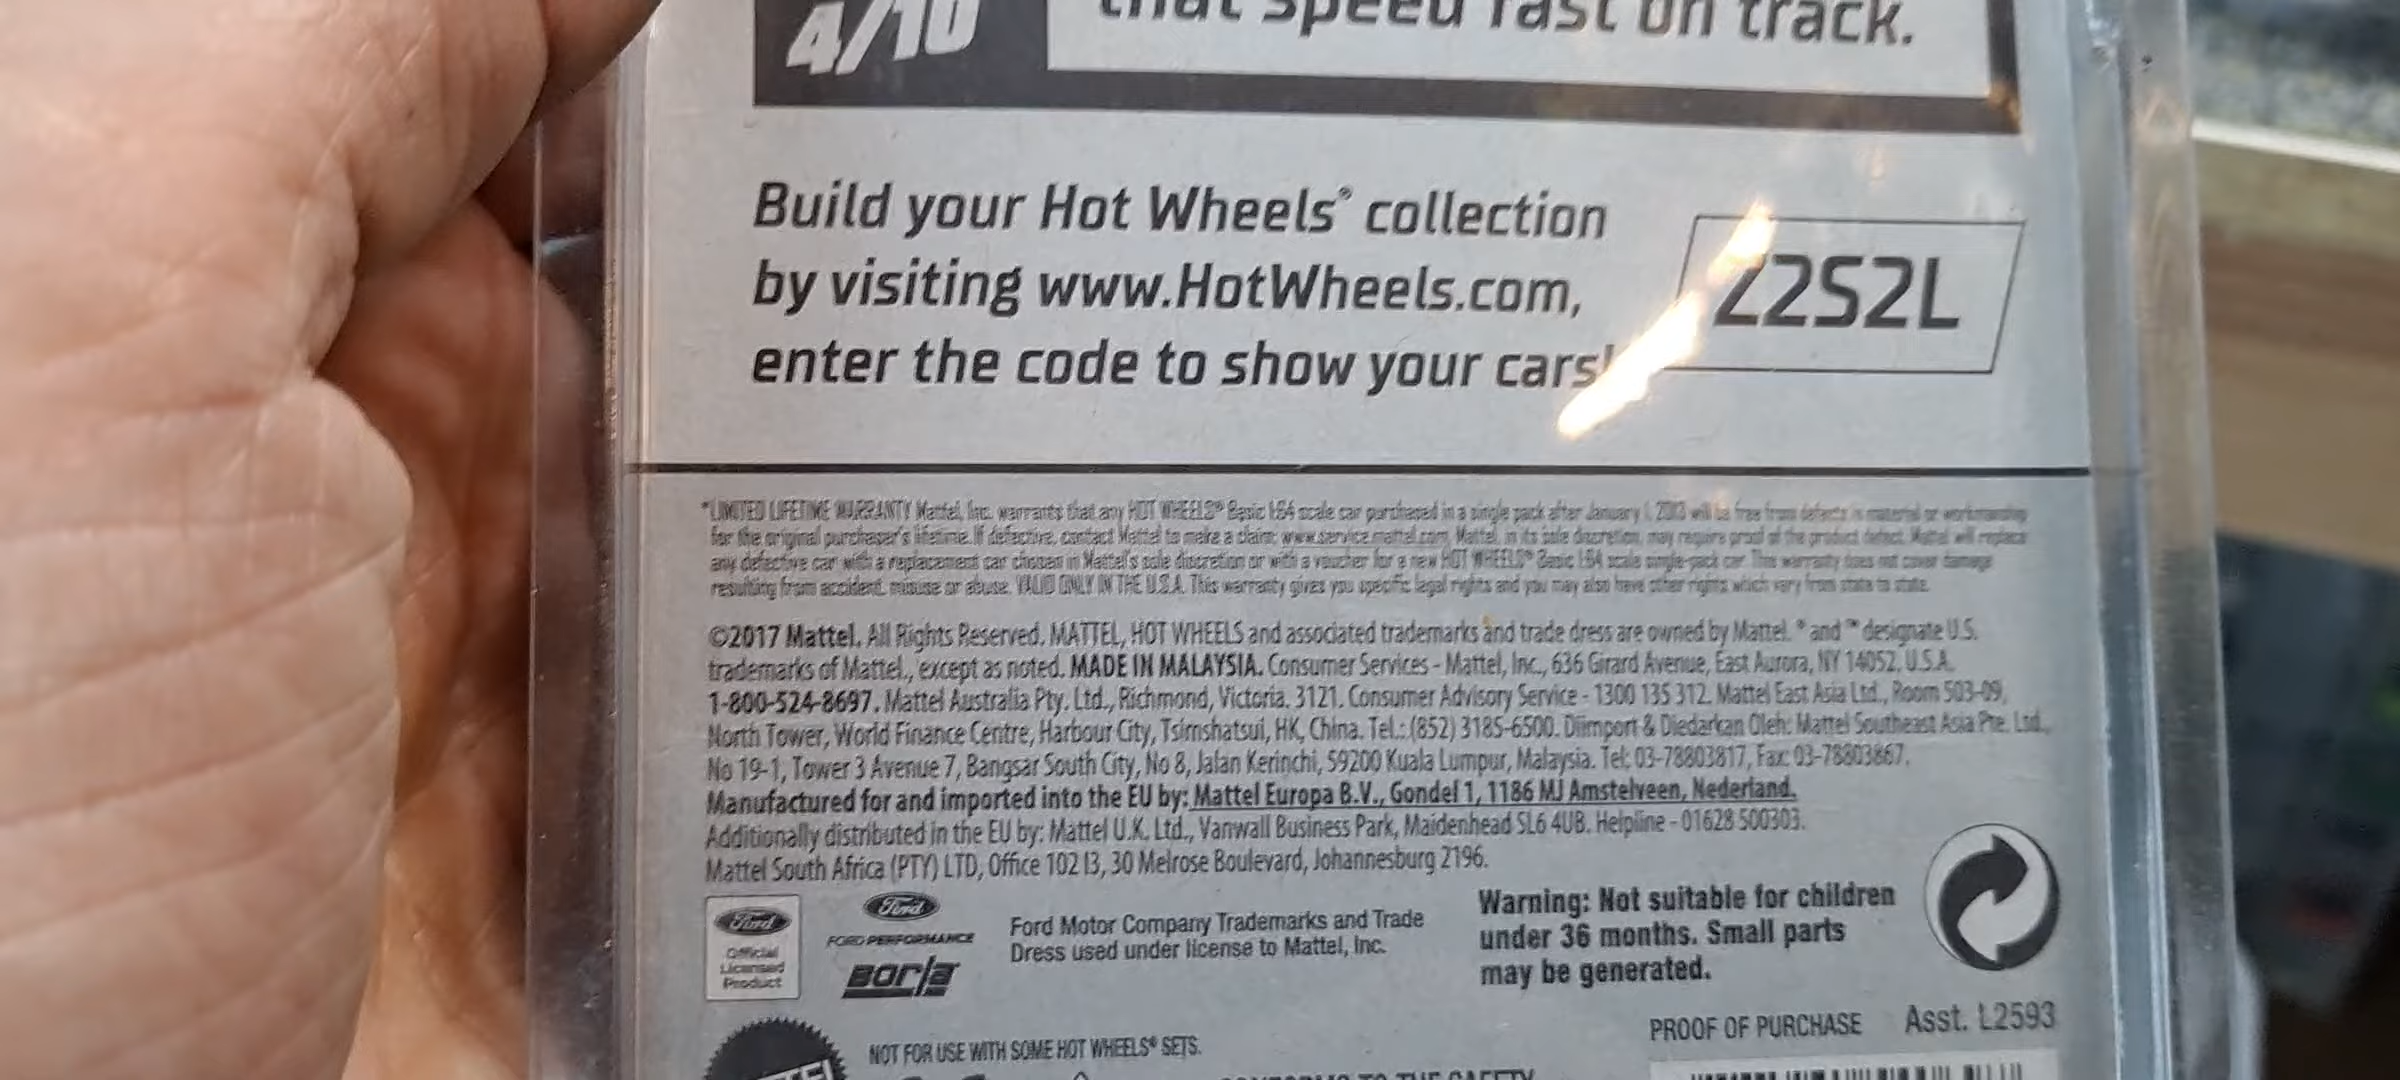 4/10
that speed fast on track.
Build your Hot Wheels® collection
by visiting www.HotWheels.com,
enter the code to show your cars!
Z2S2L
*LIMITED LIFETIME WARRANTY Mattel, Inc. warrants that any HOT WHEELS® Basic 1:64 scale car purchased in a single pack after January 1, 2013 will be free from defects in material or workmanship
for the original purchaser's lifetime. If defective, contact Mattel to make a claim: www.service.mattel.com, Mattel, in its sole discretion, may require proof of the product defect. Mattel will replace
any defective car with a replacement car chosen in Mattel's sole discretion or with a voucher for a new HOT WHEELS® Basic 1:64 scale single-pack car. This warranty does not cover damage
resulting from accident, misuse or abuse. VALID ONLY IN THE U.S.A. This warranty gives you specific legal rights and you may also have other rights which vary from state to state.
©2017 Mattel. All Rights Reserved. MATTEL, HOT WHEELS and associated trademarks and trade dress are owned by Mattel. ® and ™ designate U.S.
trademarks of Mattel., except as noted. MADE IN MALAYSIA. Consumer Services - Mattel, Inc., 636 Girard Avenue, East Aurora, NY 14052, U.S.A.
1-800-524-8697. Mattel Australia Pty. Ltd., Richmond, Victoria. 3121. Consumer Advisory Service - 1300 135 312. Mattel East Asia Ltd., Room 503-09,
North Tower, World Finance Centre, Harbour City, Tsimshatsui, HK, China. Tel.: (852) 3185-6500. Diimport & Diedarkan Oleh: Mattel Southeast Asia Pte. Ltd.,
No 19-1, Tower 3 Avenue 7, Bangsar South City, No 8, Jalan Kerinchi, 59200 Kuala Lumpur, Malaysia. Tel: 03-78803817, Fax: 03-78803867.
Manufactured for and imported into the EU by: Mattel Europa B.V., Gondel 1, 1186 MJ Amstelveen, Nederland.
Additionally distributed in the EU by: Mattel U.K. Ltd., Vanwall Business Park, Maidenhead SL6 4UB. Helpline - 01628 500303.
Mattel South Africa (PTY) LTD, Office 102 I3, 30 Melrose Boulevard, Johannesburg 2196.
Ford
Official
Licensed
Product
Ford
FORD PERFORMANCE
BORLA
Ford Motor Company Trademarks and Trade
Dress used under license to Mattel, Inc.
Warning: Not suitable for children
under 36 months. Small parts
may be generated.
PROOF OF PURCHASE Asst. L2593
NOT FOR USE WITH SOME HOT WHEELS® SETS.
CONFORMS TO THE SAFETY